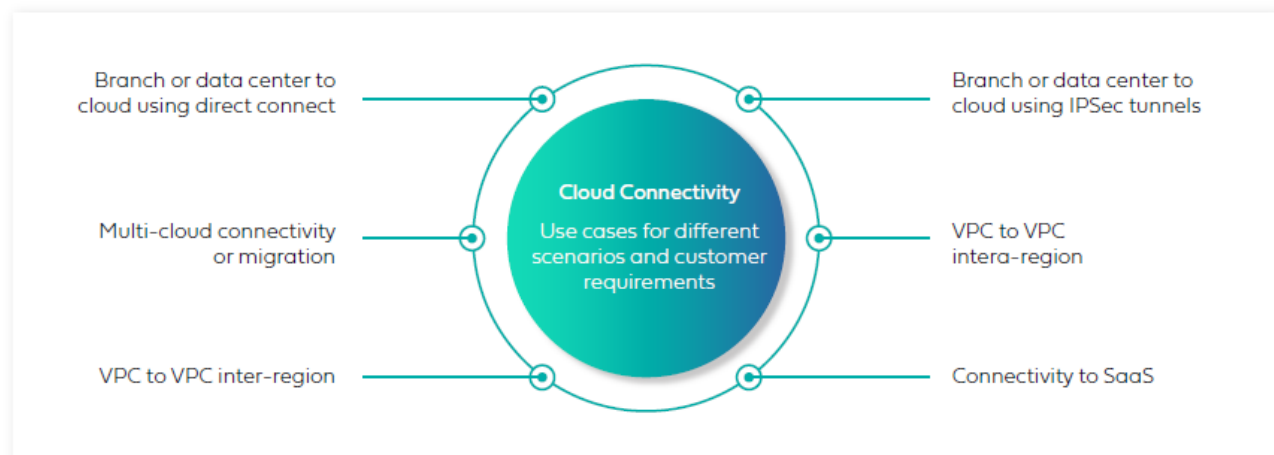 Branch or data center to
cloud using direct connect
Multi-cloud connectivity
or migration
VPC to VPC inter-region
Cloud Connectivity
Use cases for different
scenarios and customer
requirements
Branch or data center to
cloud using IPSec tunnels
VPC to VPC
intera-region
Connectivity to SaaS